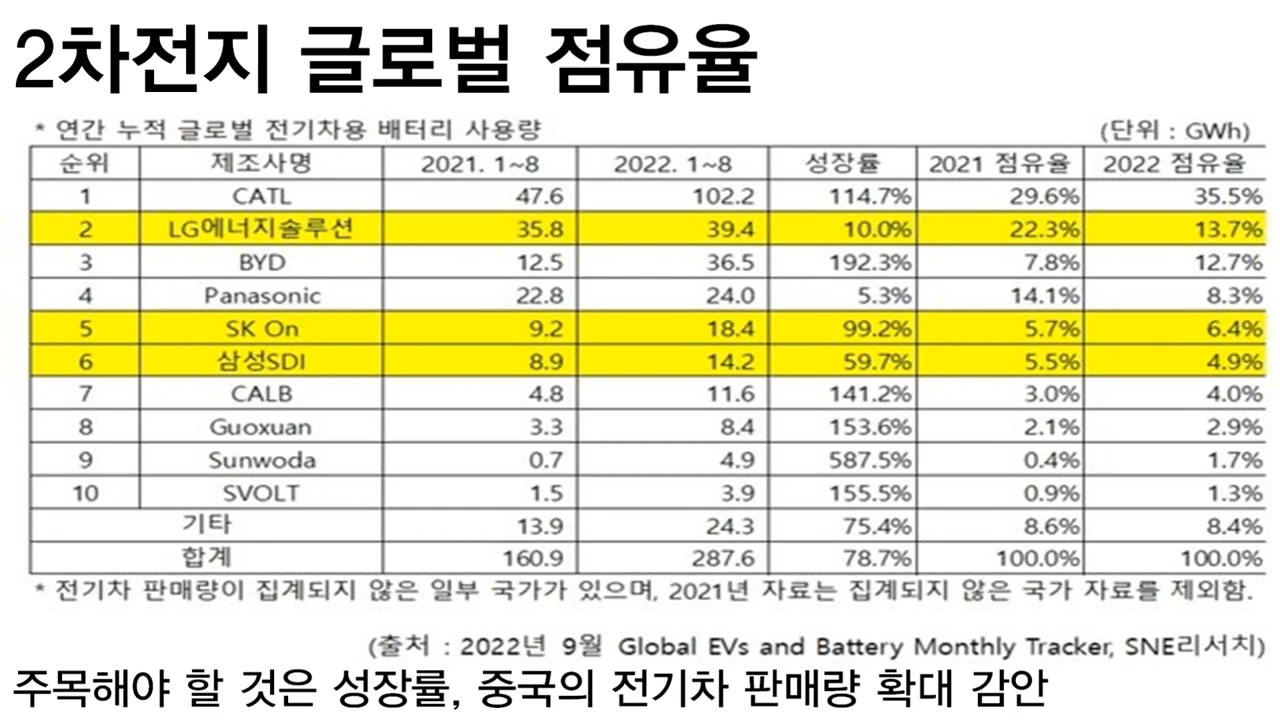 2차전지 글로벌 점유율
* 연간 누적 글로벌 전기차용 배터리 사용량 (단위 : GWh)
순위 제조사명 2021. 1~8 2022. 1~8 성장률 2021 점유율 2022 점유율
1 CATL 47.6 102.2 114.7% 29.6% 35.5%
2 LG에너지솔루션 35.8 39.4 10.0% 22.3% 13.7%
3 BYD 12.5 36.5 192.3% 7.8% 12.7%
4 Panasonic 22.8 24.0 5.3% 14.1% 8.3%
5 SK On 9.2 18.4 99.2% 5.7% 6.4%
6 삼성SDI 8.9 14.2 59.7% 5.5% 4.9%
7 CALB 4.8 11.6 141.2% 3.0% 4.0%
8 Guoxuan 3.3 8.4 153.6% 2.1% 2.9%
9 Sunwoda 0.7 4.9 587.5% 0.4% 1.7%
10 SVOLT 1.5 3.9 155.5% 0.9% 1.3%
기타 13.9 24.3 75.4% 8.6% 8.4%
합계 160.9 287.6 78.7% 100.0% 100.0%
* 전기차 판매량이 집계되지 않은 일부 국가가 있으며, 2021년 자료는 집계되지 않은 국가 자료를 제외함.
(출처 : 2022년 9월 Global EVs and Battery Monthly Tracker, SNE리서치)
주목해야 할 것은 성장률, 중국의 전기차 판매량 확대 감안